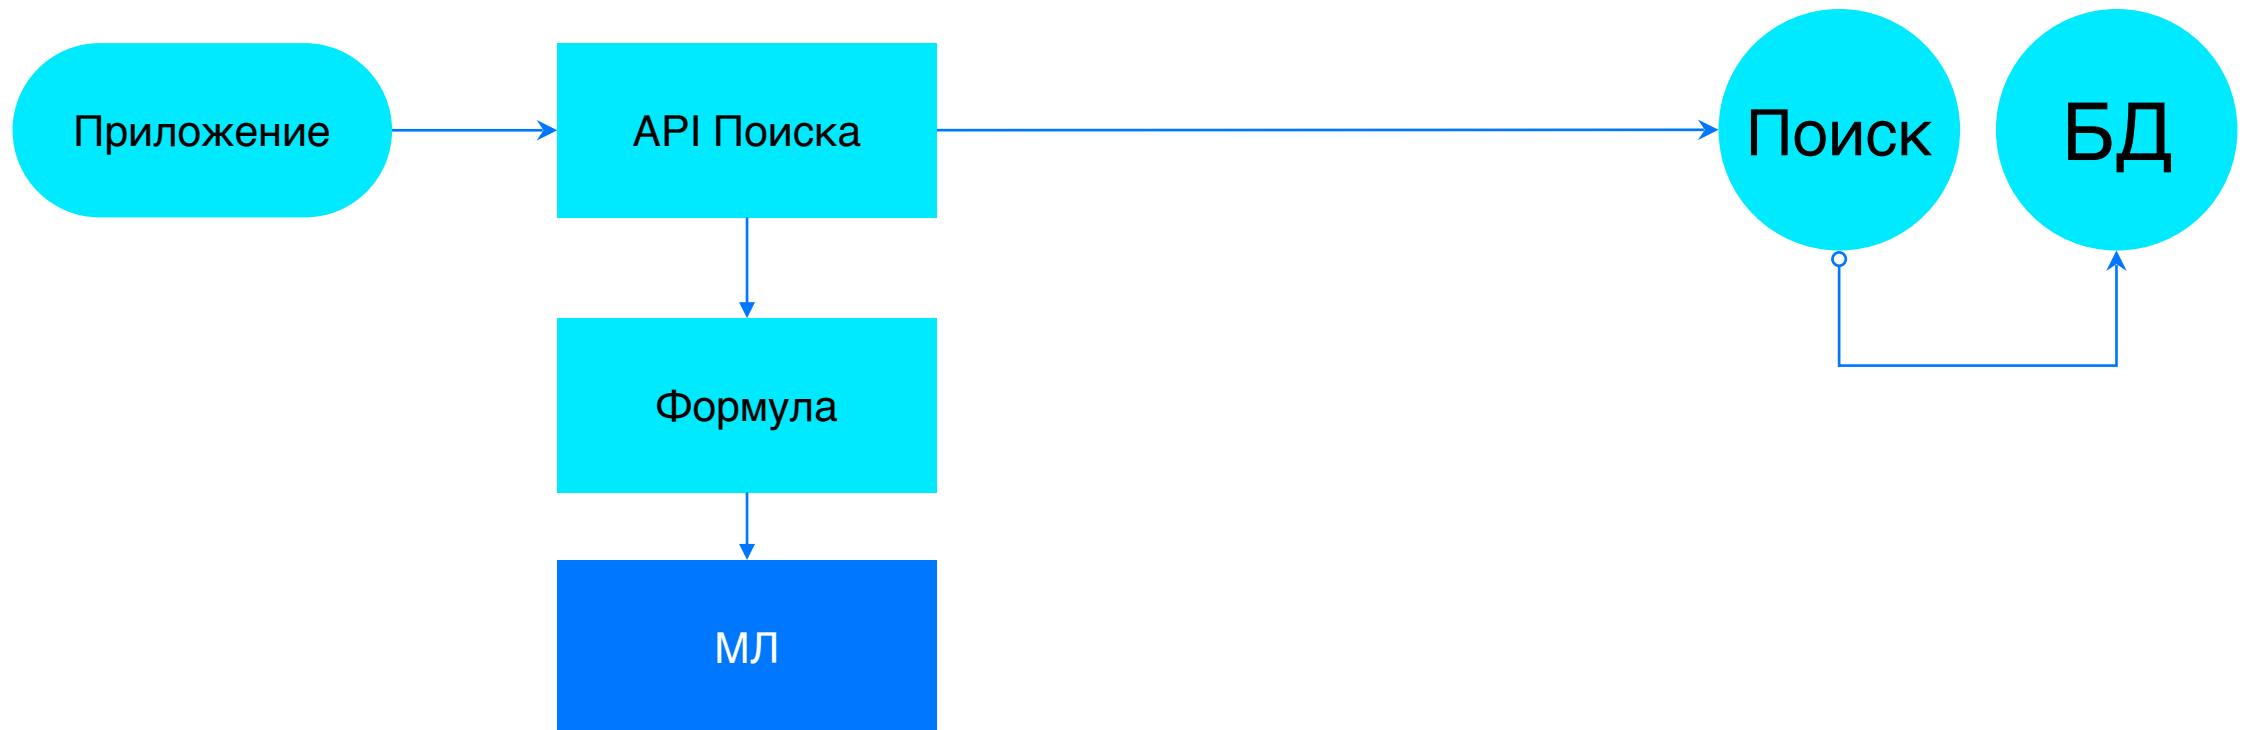 Приложение
API Поиска
Поиск
БД
Формула
МЛ